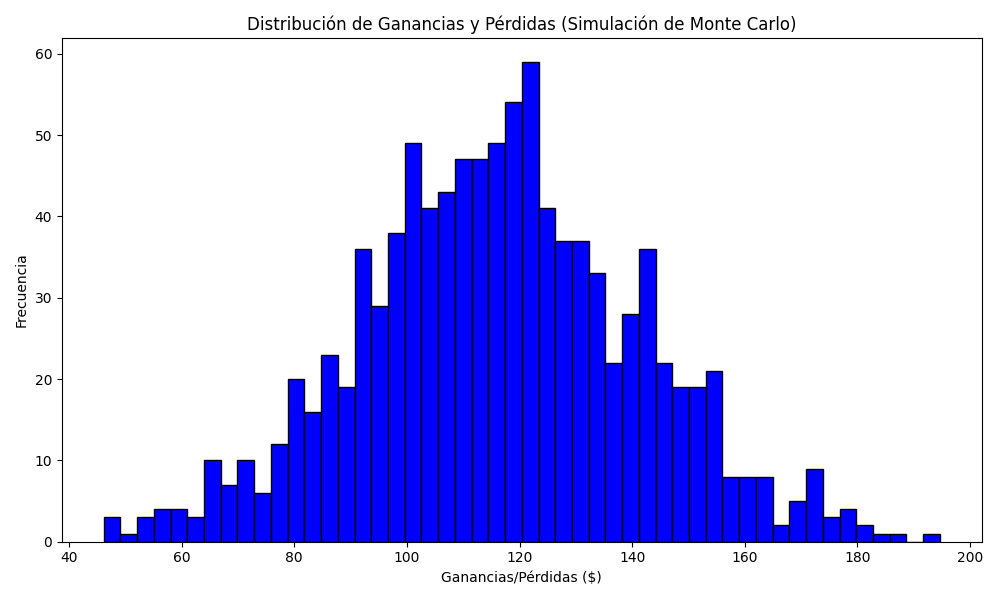 Distribución de Ganancias y Pérdidas (Simulación de Monte Carlo)
60
50
40
30
20
10
0
Frecuencia
40 60 80 100 120 140 160 180 200
Ganancias/Pérdidas ($)